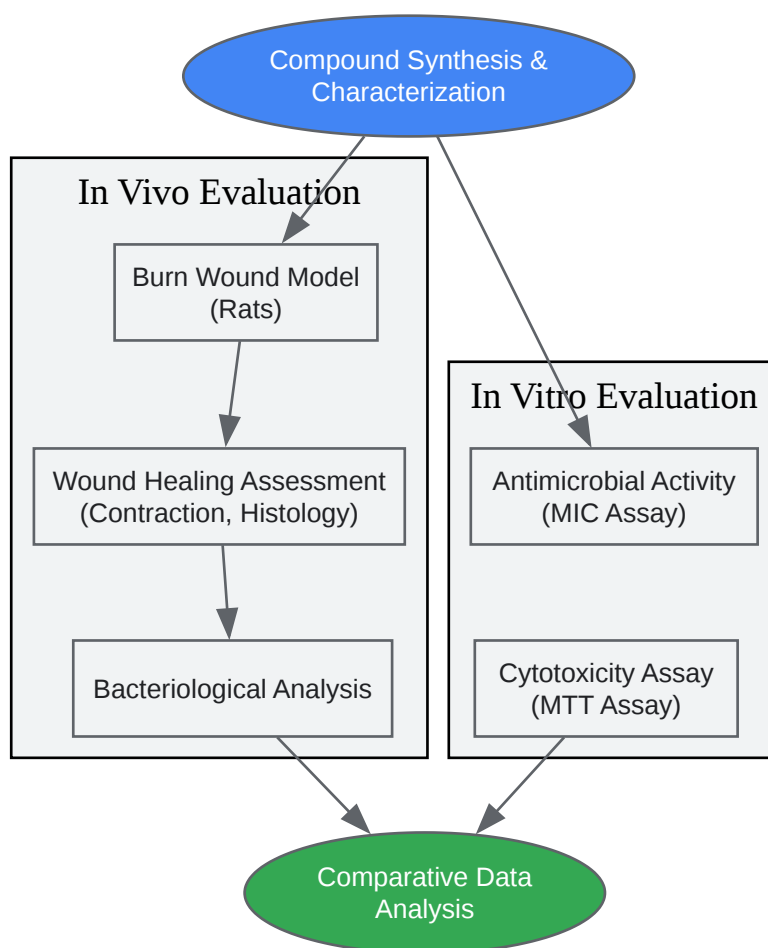 Compound Synthesis &
Characterization
In Vivo Evaluation
Burn Wound Model
(Rats)
Wound Healing Assessment
(Contraction, Histology)
Bacteriological Analysis
In Vitro Evaluation
Antimicrobial Activity
(MIC Assay)
Cytotoxicity Assay
(MTT Assay)
Comparative Data
Analysis